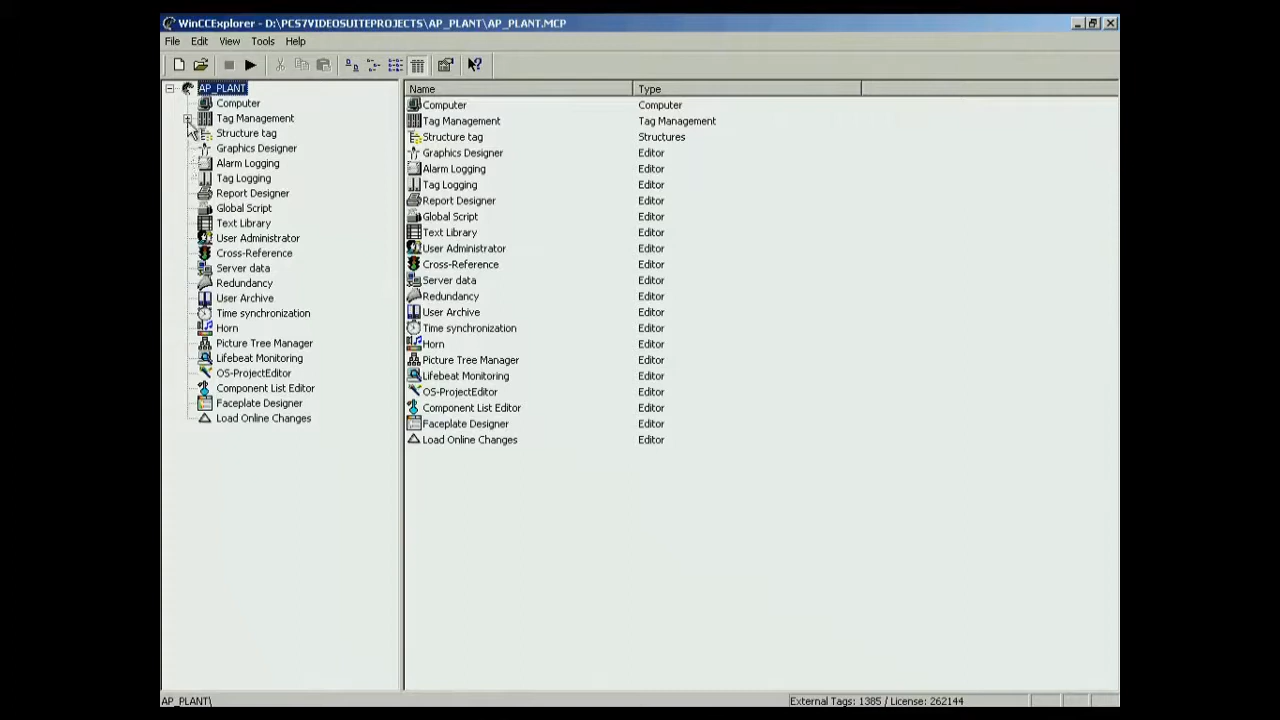 WinCCExplorer - D:\PCS7VIDEOSUITEPROJECTS\AP_PLANT\AP_PLANT.MCP
File Edit View Tools Help
AP_PLANT
Computer
Tag Management
Structure tag
Graphics Designer
Alarm Logging
Tag Logging
Report Designer
Global Script
Text Library
User Administrator
Cross-Reference
Server data
Redundancy
User Archive
Time synchronization
Horn
Picture Tree Manager
Lifebeat Monitoring
OS-ProjectEditor
Component List Editor
Faceplate Designer
Load Online Changes
Name Type
Computer Computer
Tag Management Tag Management
Structure tag Structures
Graphics Designer Editor
Alarm Logging Editor
Tag Logging Editor
Report Designer Editor
Global Script Editor
Text Library Editor
User Administrator Editor
Cross-Reference Editor
Server data Editor
Redundancy Editor
User Archive Editor
Time synchronization Editor
Horn Editor
Picture Tree Manager Editor
Lifebeat Monitoring Editor
OS-ProjectEditor Editor
Component List Editor Editor
Faceplate Designer Editor
Load Online Changes Editor
AP_PLANT\ External Tags: 1385 / License: 262144